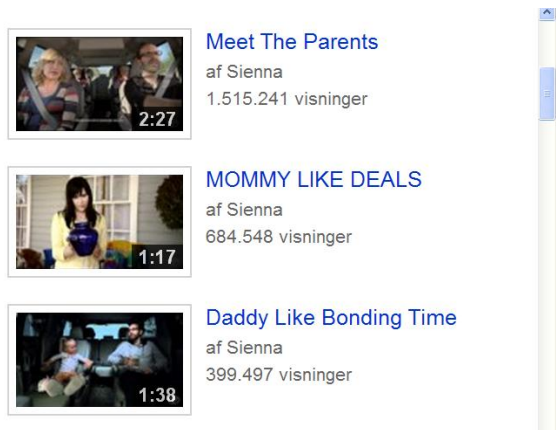 2:27
Meet The Parents
af Sienna
1.515.241 visninger
1:17
MOMMY LIKE DEALS
af Sienna
684.548 visninger
1:38
Daddy Like Bonding Time
af Sienna
399.497 visninger